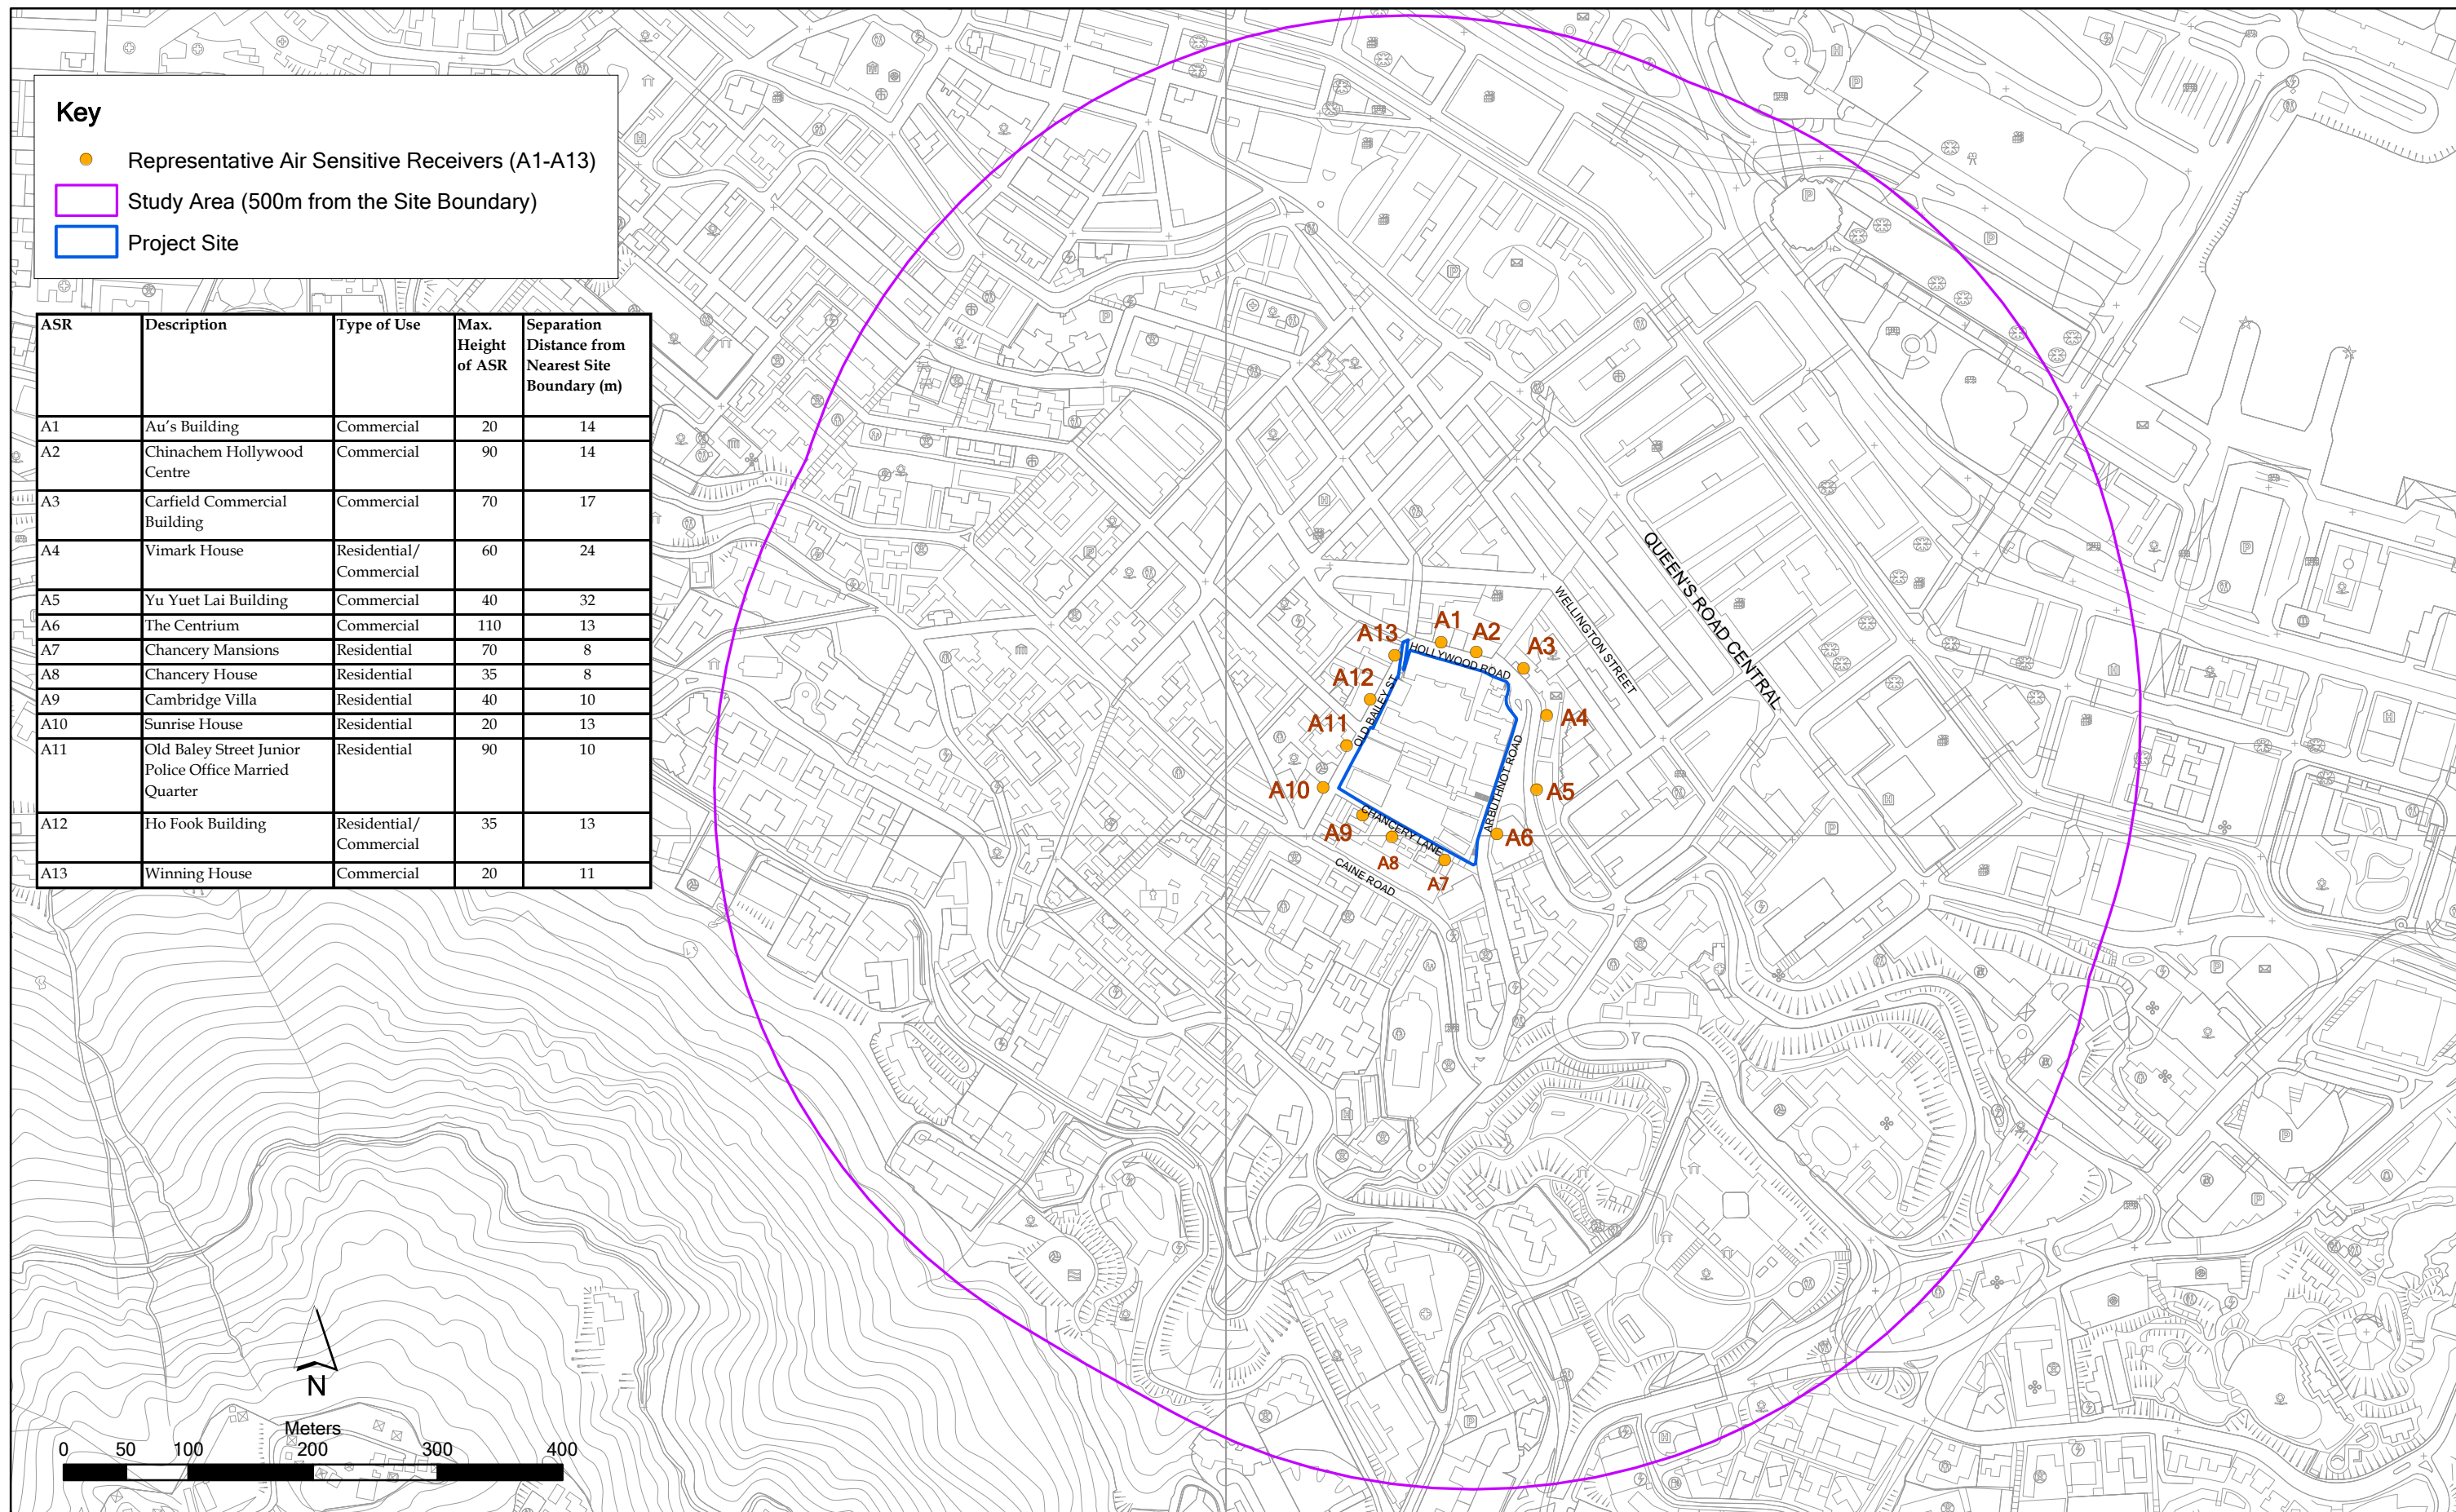 Key
Representative Air Sensitive Receivers (A1-A13)
Study Area (500m from the Site Boundary)
Project Site
ASR Description Type of Use Max. Height of ASR Separation Distance from Nearest Site Boundary (m)
A1 Au's Building Commercial 20 14
A2 Chinachem Hollywood Centre Commercial 90 14
A3 Carfield Commercial Building Commercial 70 17
A4 Vimark House Residential/ Commercial 60 24
A5 Yu Yuet Lai Building Commercial 40 32
A6 The Centrium Commercial 110 13
A7 Chancery Mansions Residential 70 8
A8 Chancery House Residential 35 8
A9 Cambridge Villa Residential 40 10
A10 Sunrise House Residential 20 13
A11 Old Baley Street Junior Police Office Married Quarter Residential 90 10
A12 Ho Fook Building Residential/ Commercial 35 13
A13 Winning House Commercial 20 11
QUEEN'S ROAD CENTRAL
WELLINGTON STREET
A1
A2
A13
A3
HOLLYWOOD ROAD
A12
OLD BAILEY ST
A11
A4
ARBUTHNOT ROAD
A10
A5
CHANCERY LANE
A9
A6
A8
A7
CAINE ROAD
N
Meters
0 50 100 200 300 400